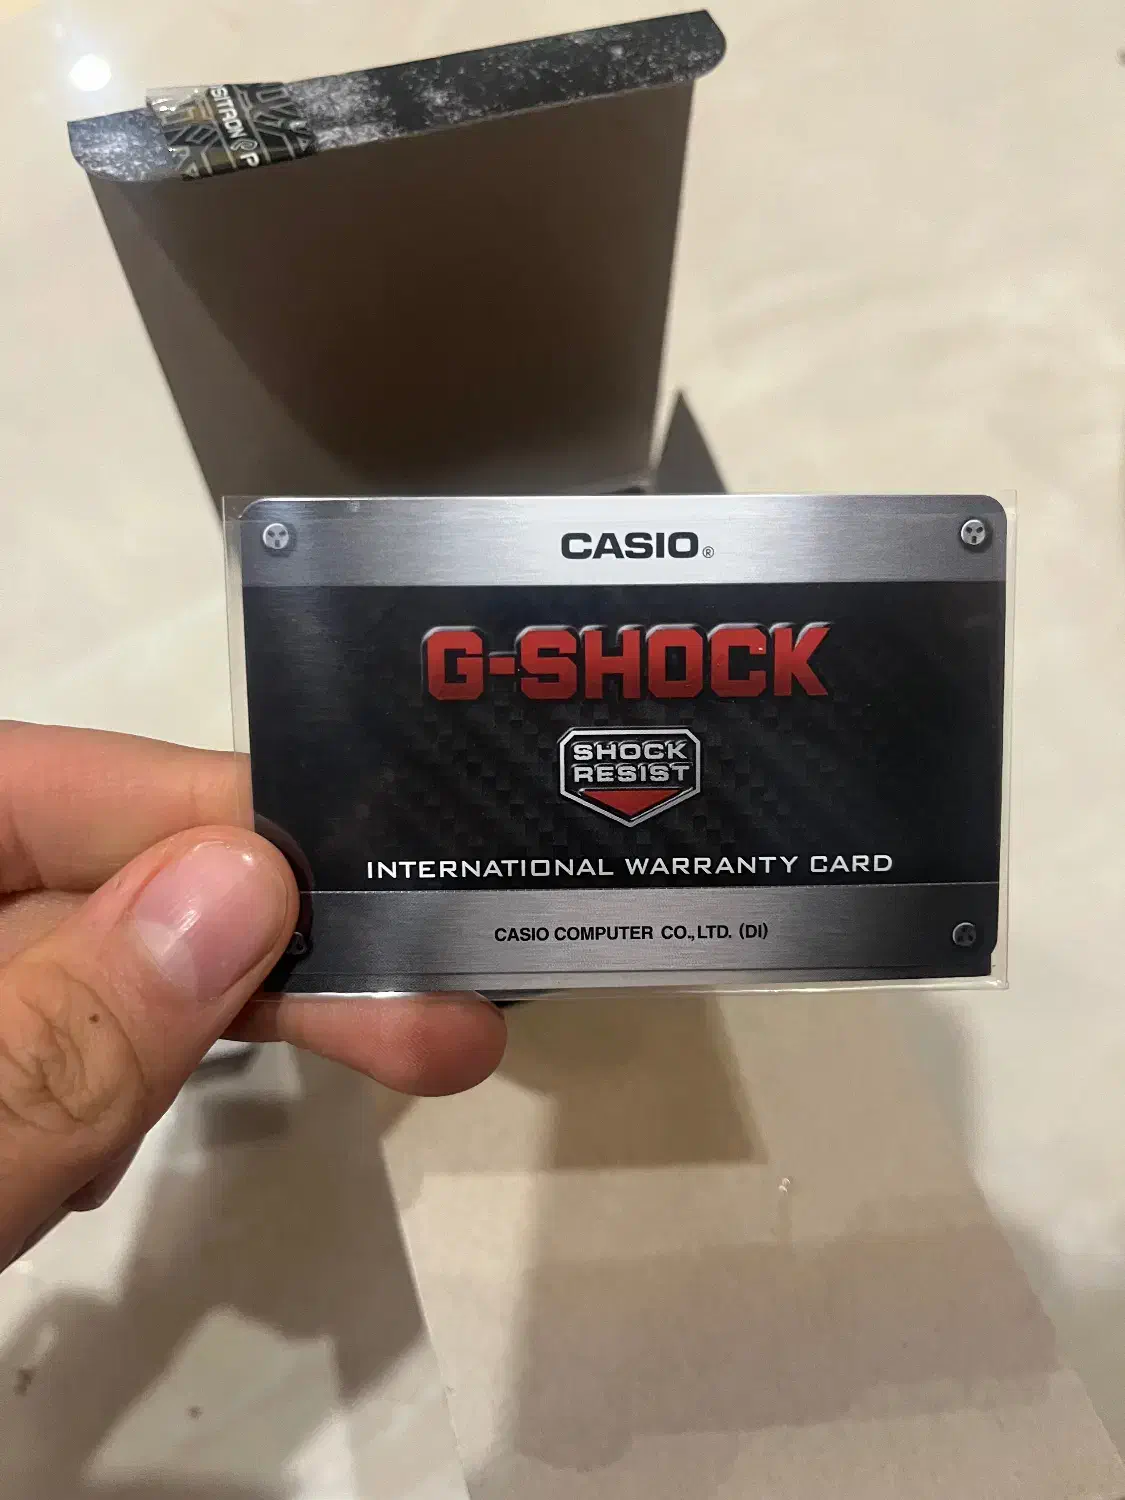 CASIO®
G-SHOCK
SHOCK
RESIST
INTERNATIONAL WARRANTY CARD
CASIO COMPUTER CO., LTD. (DI)